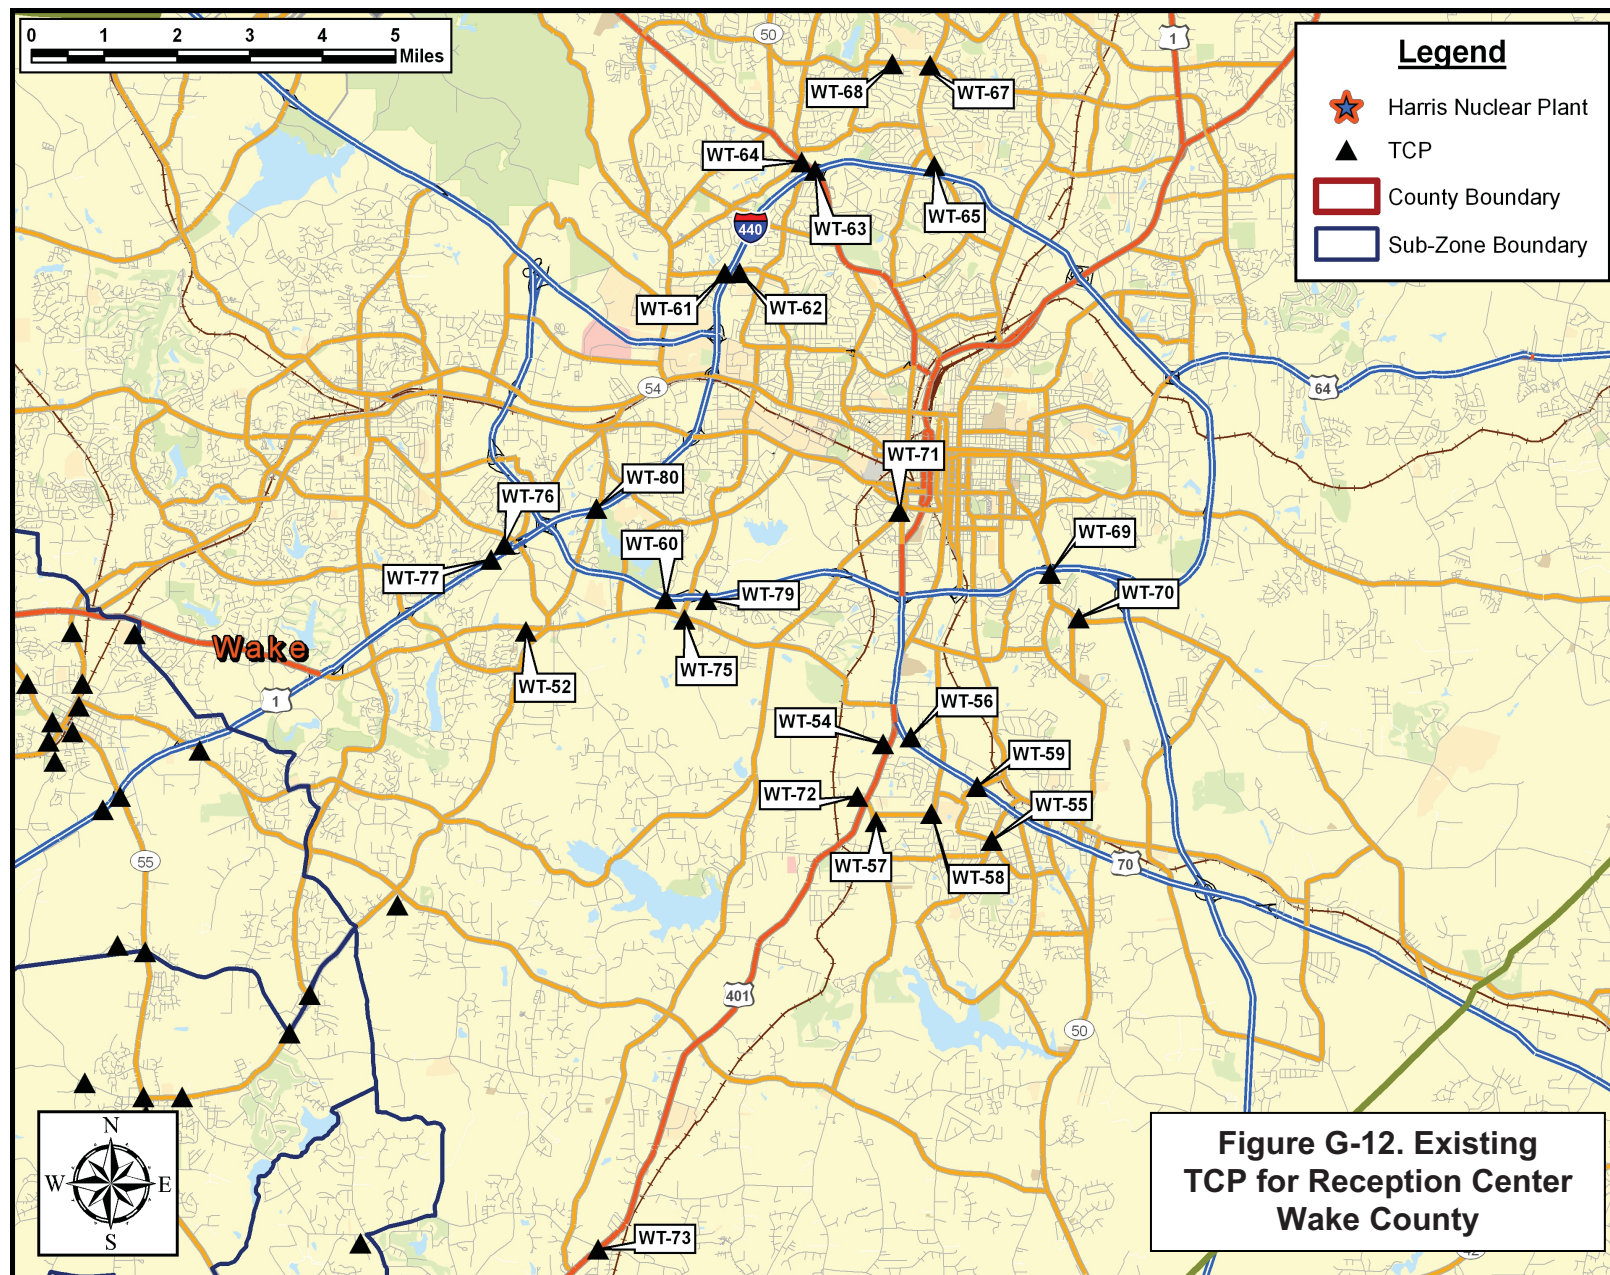 0 1 2 3 4 5
Miles
50
1
Legend
Harris Nuclear Plant
TCP
County Boundary
Sub-Zone Boundary
WT-68
WT-67
WT-64
WT-65
WT-63
440
WT-61
WT-62
54
64
WT-71
WT-80
WT-76
WT-60
WT-69
WT-77
WT-79
WT-70
Wake
WT-75
WT-52
1
WT-56
WT-54
WT-59
WT-72
WT-55
55
WT-57
70
WT-58
401
50
N
W E
S
Figure G-12. Existing
TCP for Reception Center
Wake County
WT-73
42